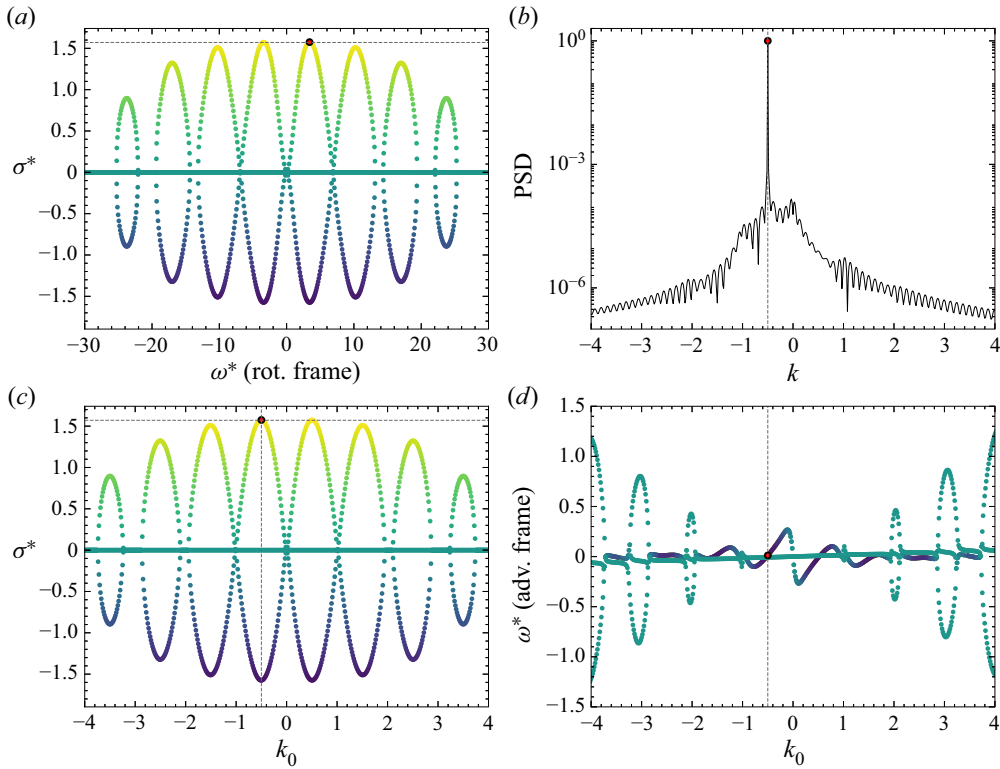 (a)
1.5
1.0
0.5
σ* 0
−0.5
−1.0
−1.5
−30 −20 −10 0 10 20 30
ω* (rot. frame)
(b)
10⁰
10⁻³
10⁻⁶
PSD
−4 −3 −2 −1 0 1 2 3 4
k
(c)
1.5
1.0
0.5
σ* 0
−0.5
−1.0
−1.5
−4 −3 −2 −1 0 1 2 3 4
k₀
(d)
1.5
1.0
0.5
0
−0.5
−1.0
−1.5
ω* (adv. frame)
−4 −3 −2 −1 0 1 2 3 4
k₀